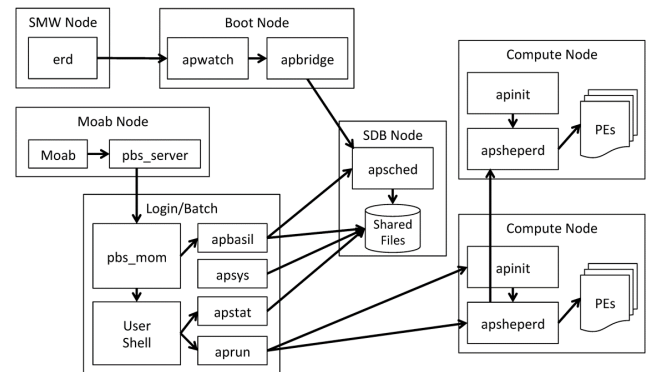 SMW Node
erd
Boot Node
apwatch
apbridge
Moab Node
Moab
pbs_server
Login/Batch
pbs_mom
apbasil
apsys
User
Shell
apstat
aprun
SDB Node
apsched
Shared
Files
Compute Node
apinit
apsheperd
PEs
Compute Node
apinit
apsheperd
PEs